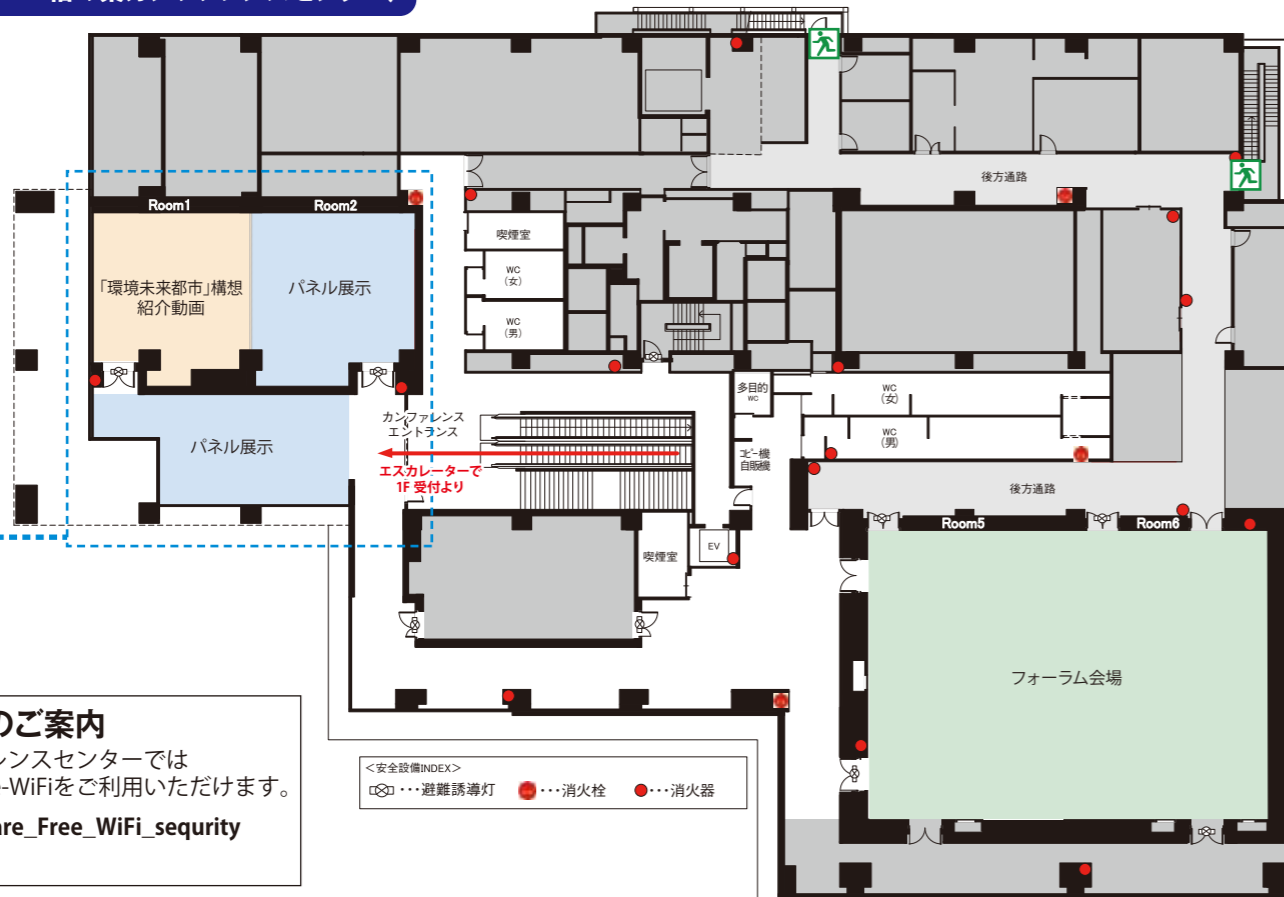 後方通路
Room1
Room2
「環境未来都市」構想
紹介動画
パネル展示
喫煙室
WC
(女)
WC
(男)
パネル展示
カンファレンス
エントランス
エスカレーターで
1F 受付より
多目的
WC
WC
(女)
WC
(男)
コピー機
自販機
後方通路
Room5
Room6
喫煙室
EV
フォーラム会場
のご案内
レンスセンターでは
-WiFiをご利用いただけます。
are_Free_WiFi_sequrity
<安全設備INDEX>
･･･避難誘導灯
･･･消火栓
･･･消火器